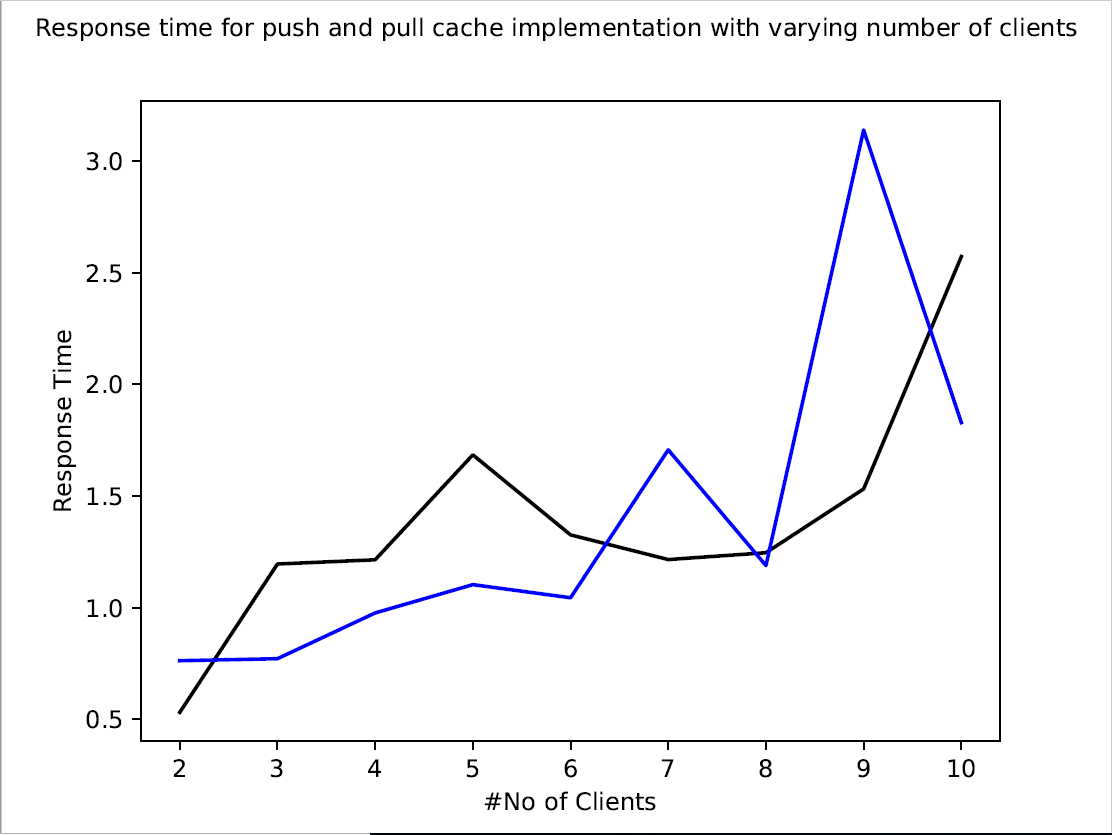 Response time for push and pull cache implementation with varying number of clients
3.0
2.5
2.0
1.5
1.0
0.5
Response Time
2 3 4 5 6 7 8 9 10
#No of Clients